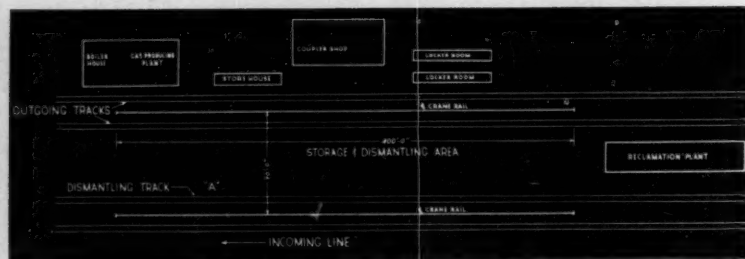 BOILER HOUSE
GAS PRODUCING PLANT
COUPLER SHOP
LOCKER ROOM
STORE HOUSE
LOCKER ROOM
OUTGOING TRACKS
℄ CRANE RAIL
400'-0"
STORAGE & DISMANTLING AREA
RECLAMATION PLANT
DISMANTLING TRACK "A"
℄ CRANE RAIL
INCOMING LINE